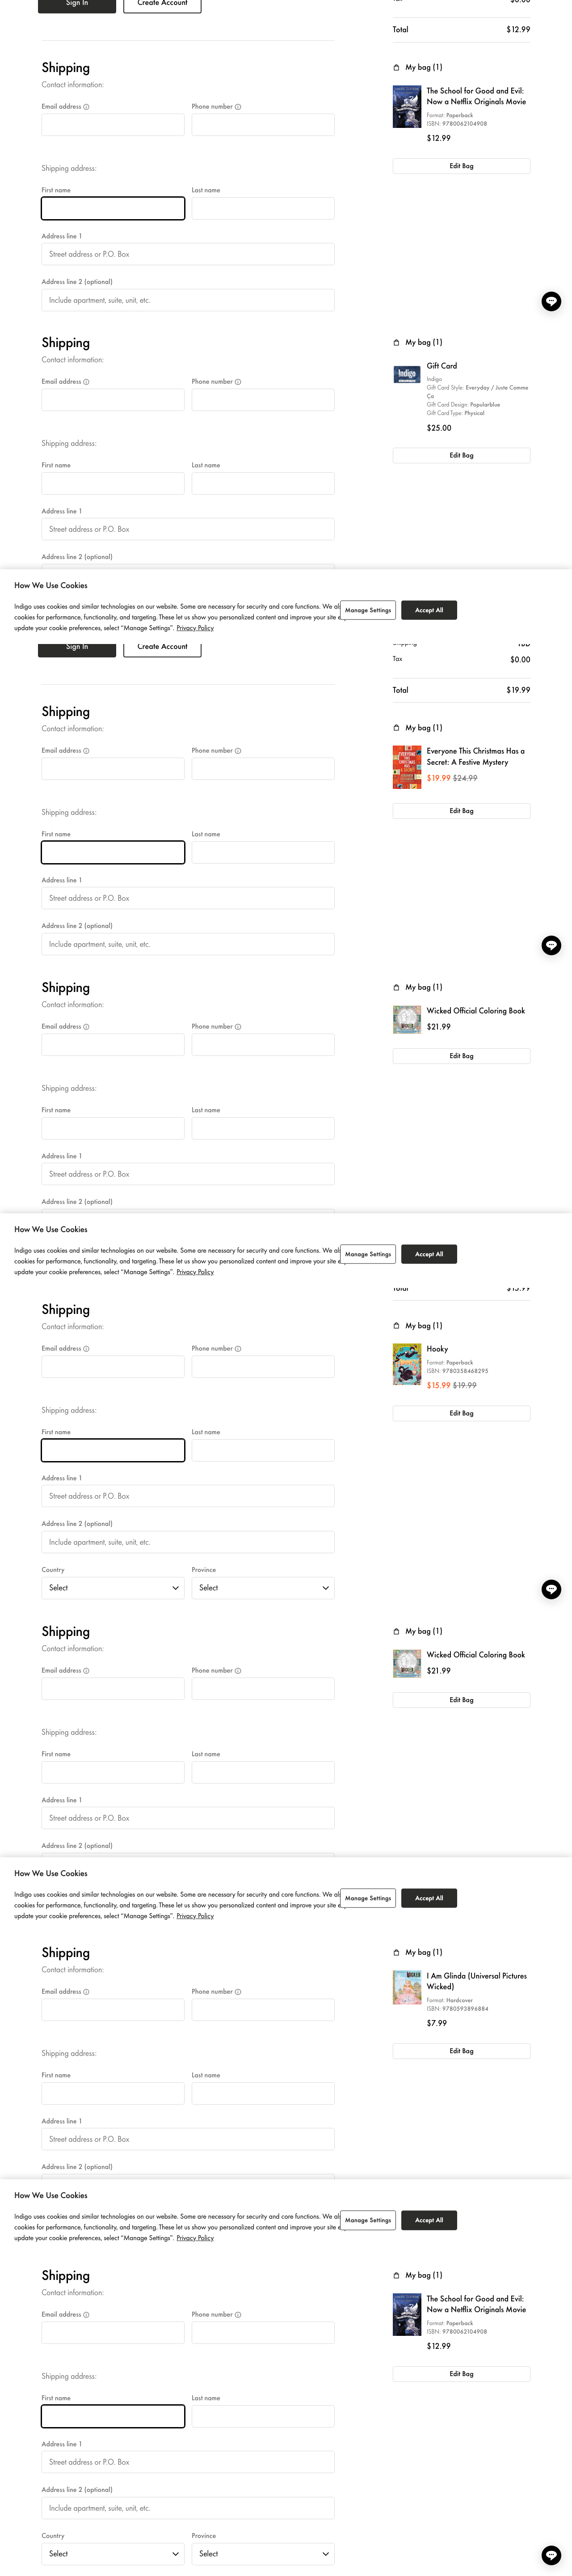 Sign In
Create Account
$0.00
Total
$12.99
Shipping
Contact information:
Email address
Phone number
Shipping address:
First name
Last name
Address line 1
Street address or P.O. Box
Address line 2 (optional)
Include apartment, suite, unit, etc.
My bag (1)
The School for Good and Evil:
Now a Netflix Originals Movie
Format: Paperback
ISBN: 9780062104908
$12.99
Edit Bag
Shipping
Contact information:
Email address
Phone number
Shipping address:
First name
Last name
Address line 1
Street address or P.O. Box
Address line 2 (optional)
My bag (1)
Indigo
Gift Card
Indigo
Gift Card Style: Everyday / Juste Comme
Ca
Gift Card Design: Popularblue
Gift Card Type: Physical
$25.00
Edit Bag
How We Use Cookies
Indigo uses cookies and similar technologies on our website. Some are necessary for security and core functions. We al
cookies for performance, functionality, and targeting. These let us show you personalized content and improve your site e
update your cookie preferences, select “Manage Settings”. Privacy Policy
Manage Settings
Accept All
Sign In
Create Account
Shipping
TBD
Tax
$0.00
Total
$19.99
Shipping
Contact information:
Email address
Phone number
Shipping address:
First name
Last name
Address line 1
Street address or P.O. Box
Address line 2 (optional)
Include apartment, suite, unit, etc.
My bag (1)
Everyone This Christmas Has a
Secret: A Festive Mystery
$19.99 $24.99
Edit Bag
Shipping
Contact information:
Email address
Phone number
Shipping address:
First name
Last name
Address line 1
Street address or P.O. Box
Address line 2 (optional)
My bag (1)
Wicked Official Coloring Book
$21.99
Edit Bag
How We Use Cookies
Indigo uses cookies and similar technologies on our website. Some are necessary for security and core functions. We al
cookies for performance, functionality, and targeting. These let us show you personalized content and improve your site e
update your cookie preferences, select “Manage Settings”. Privacy Policy
Manage Settings
Accept All
Total
$15.99
Shipping
Contact information:
Email address
Phone number
Shipping address:
First name
Last name
Address line 1
Street address or P.O. Box
Address line 2 (optional)
Include apartment, suite, unit, etc.
Country
Province
Select
Select
My bag (1)
Hooky
Format: Paperback
ISBN: 9780358468295
$15.99 $19.99
Edit Bag
Shipping
Contact information:
Email address
Phone number
Shipping address:
First name
Last name
Address line 1
Street address or P.O. Box
Address line 2 (optional)
My bag (1)
Wicked Official Coloring Book
$21.99
Edit Bag
How We Use Cookies
Indigo uses cookies and similar technologies on our website. Some are necessary for security and core functions. We al
cookies for performance, functionality, and targeting. These let us show you personalized content and improve your site e
update your cookie preferences, select “Manage Settings”. Privacy Policy
Manage Settings
Accept All
Shipping
Contact information:
Email address
Phone number
Shipping address:
First name
Last name
Address line 1
Street address or P.O. Box
Address line 2 (optional)
My bag (1)
I Am Glinda (Universal Pictures
Wicked)
Format: Hardcover
ISBN: 9780593896884
$7.99
Edit Bag
How We Use Cookies
Indigo uses cookies and similar technologies on our website. Some are necessary for security and core functions. We al
cookies for performance, functionality, and targeting. These let us show you personalized content and improve your site e
update your cookie preferences, select “Manage Settings”. Privacy Policy
Manage Settings
Accept All
Shipping
Contact information:
Email address
Phone number
Shipping address:
First name
Last name
Address line 1
Street address or P.O. Box
Address line 2 (optional)
Include apartment, suite, unit, etc.
Country
Province
Select
Select
My bag (1)
The School for Good and Evil:
Now a Netflix Originals Movie
Format: Paperback
ISBN: 9780062104908
$12.99
Edit Bag